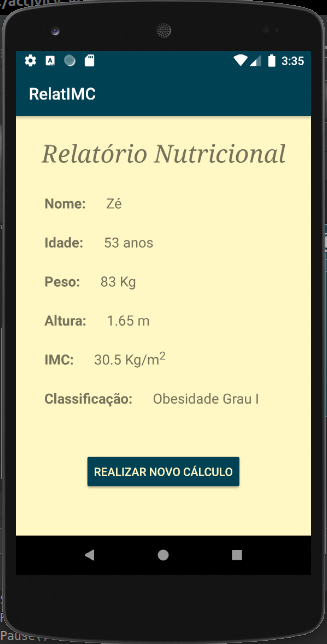 3:35
RelatIMC
Relatório Nutricional
Nome: Zé
Idade: 53 anos
Peso: 83 Kg
Altura: 1.65 m
IMC: 30.5 Kg/m²
Classificação: Obesidade Grau I
REALIZAR NOVO CÁLCULO